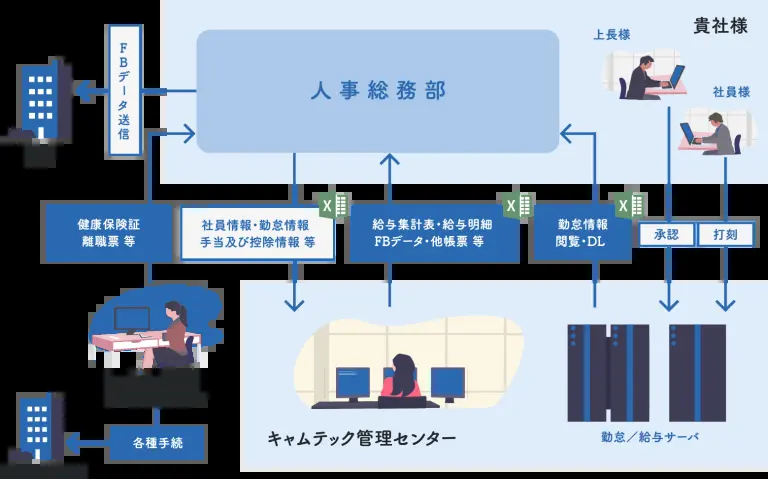 貴社様
上長様
社員様
人事総務部
FBデータ送信
健康保険証
離職票 等
社員情報・勤怠情報
手当及び控除情報 等
給与集計表・給与明細
FBデータ・他帳票 等
勤怠情報
閲覧・DL
承認
打刻
X
X
X
各種手続
キャムテック管理センター
勤怠／給与サーバ